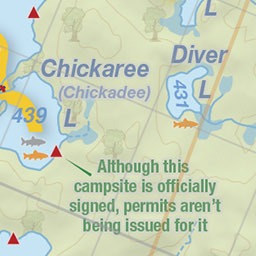 L
Diver
Chickaree
(Chickadee)
431
L
439
L
Although this
campsite is officially
signed, permits aren't
being issued for it